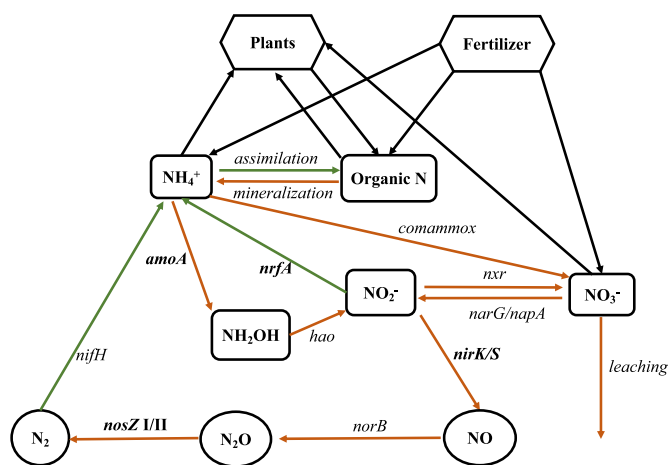 Plants
Fertilizer
assimilation
NH₄⁺
Organic N
mineralization
comammox
amoA
nrfA
nxr
NO₂⁻
NO₃⁻
narG/napA
NH₂OH
hao
nirK/S
leaching
nifH
nosZ I/II
norB
N₂
N₂O
NO